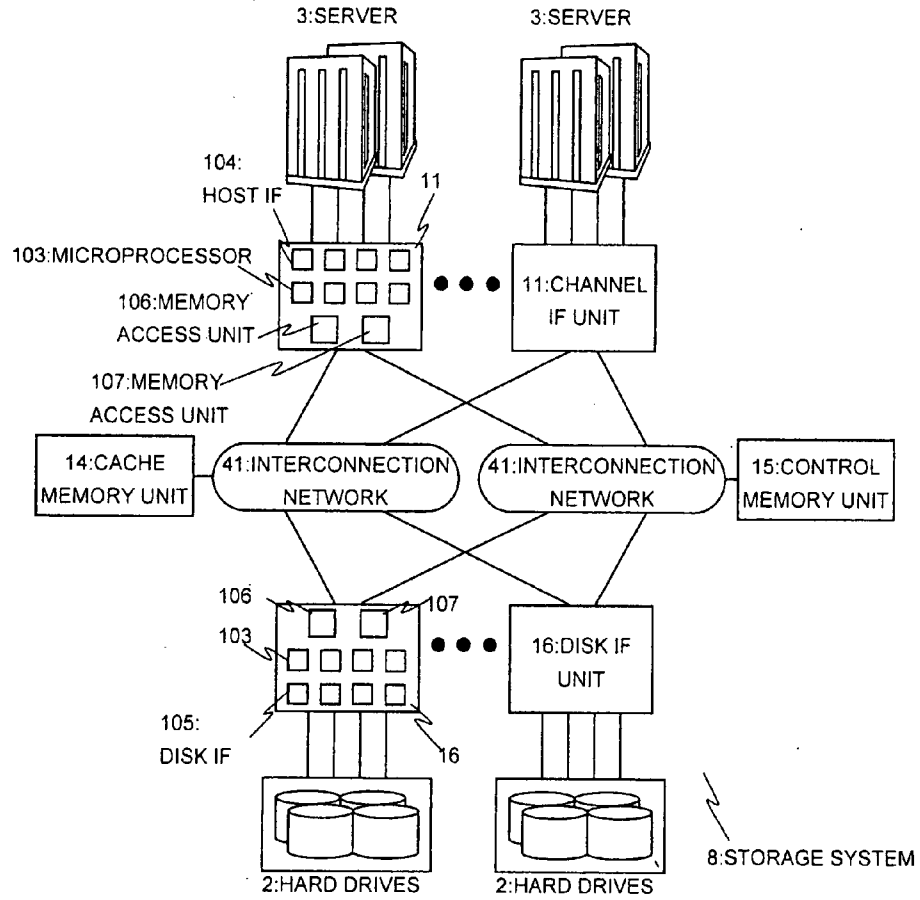 3:SERVER
3:SERVER
104:
HOST IF
11
103:MICROPROCESSOR
106:MEMORY
ACCESS UNIT
11:CHANNEL
IF UNIT
107:MEMORY
ACCESS UNIT
14:CACHE
MEMORY UNIT
41:INTERCONNECTION
NETWORK
41:INTERCONNECTION
NETWORK
15:CONTROL
MEMORY UNIT
106
107
103
16:DISK IF
UNIT
105:
DISK IF
16
8:STORAGE SYSTEM
2:HARD DRIVES
2:HARD DRIVES